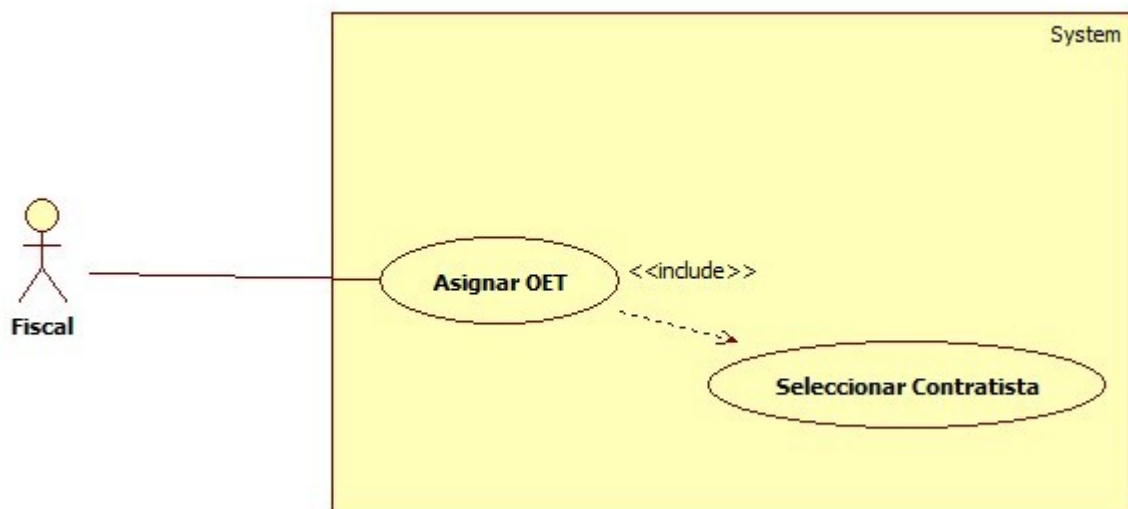 System
Asignar OET
<<include>>
Fiscal
Seleccionar Contratista